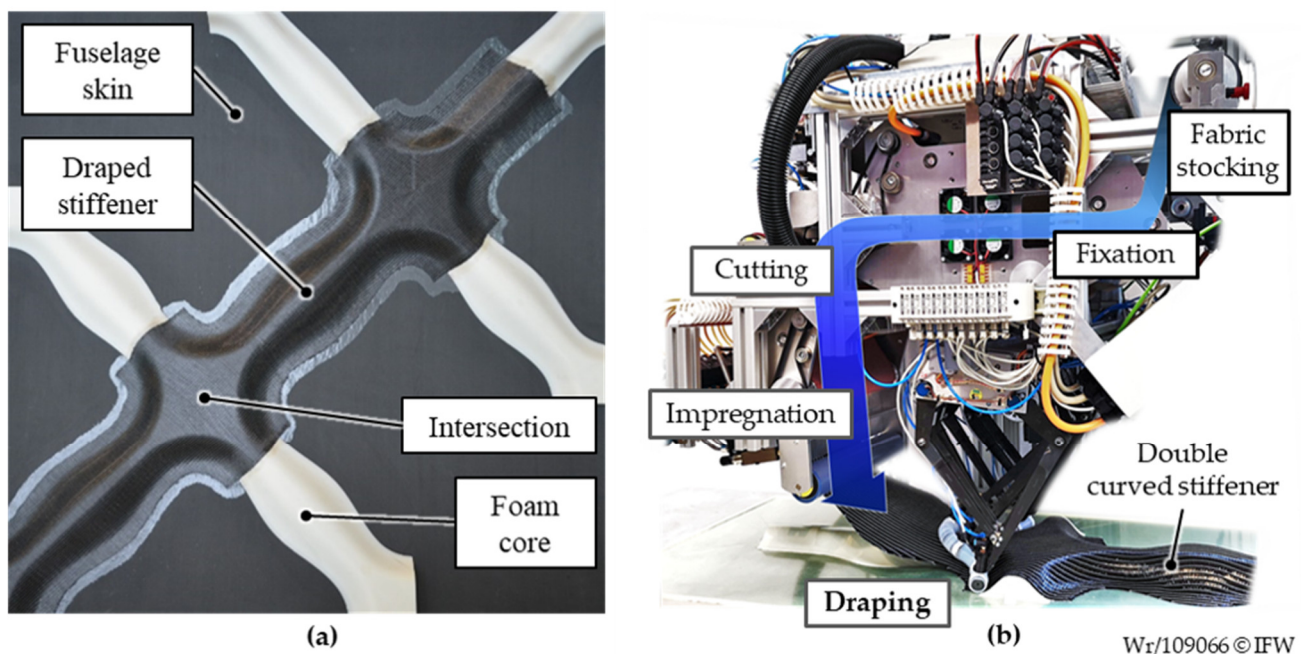 Fuselage
skin
Draped
stiffener
Intersection
Foam
core
(a)
Fabric
stocking
Cutting
Fixation
Impregnation
Double
curved stiffener
Draping
(b)
Wr/109066 © IFW